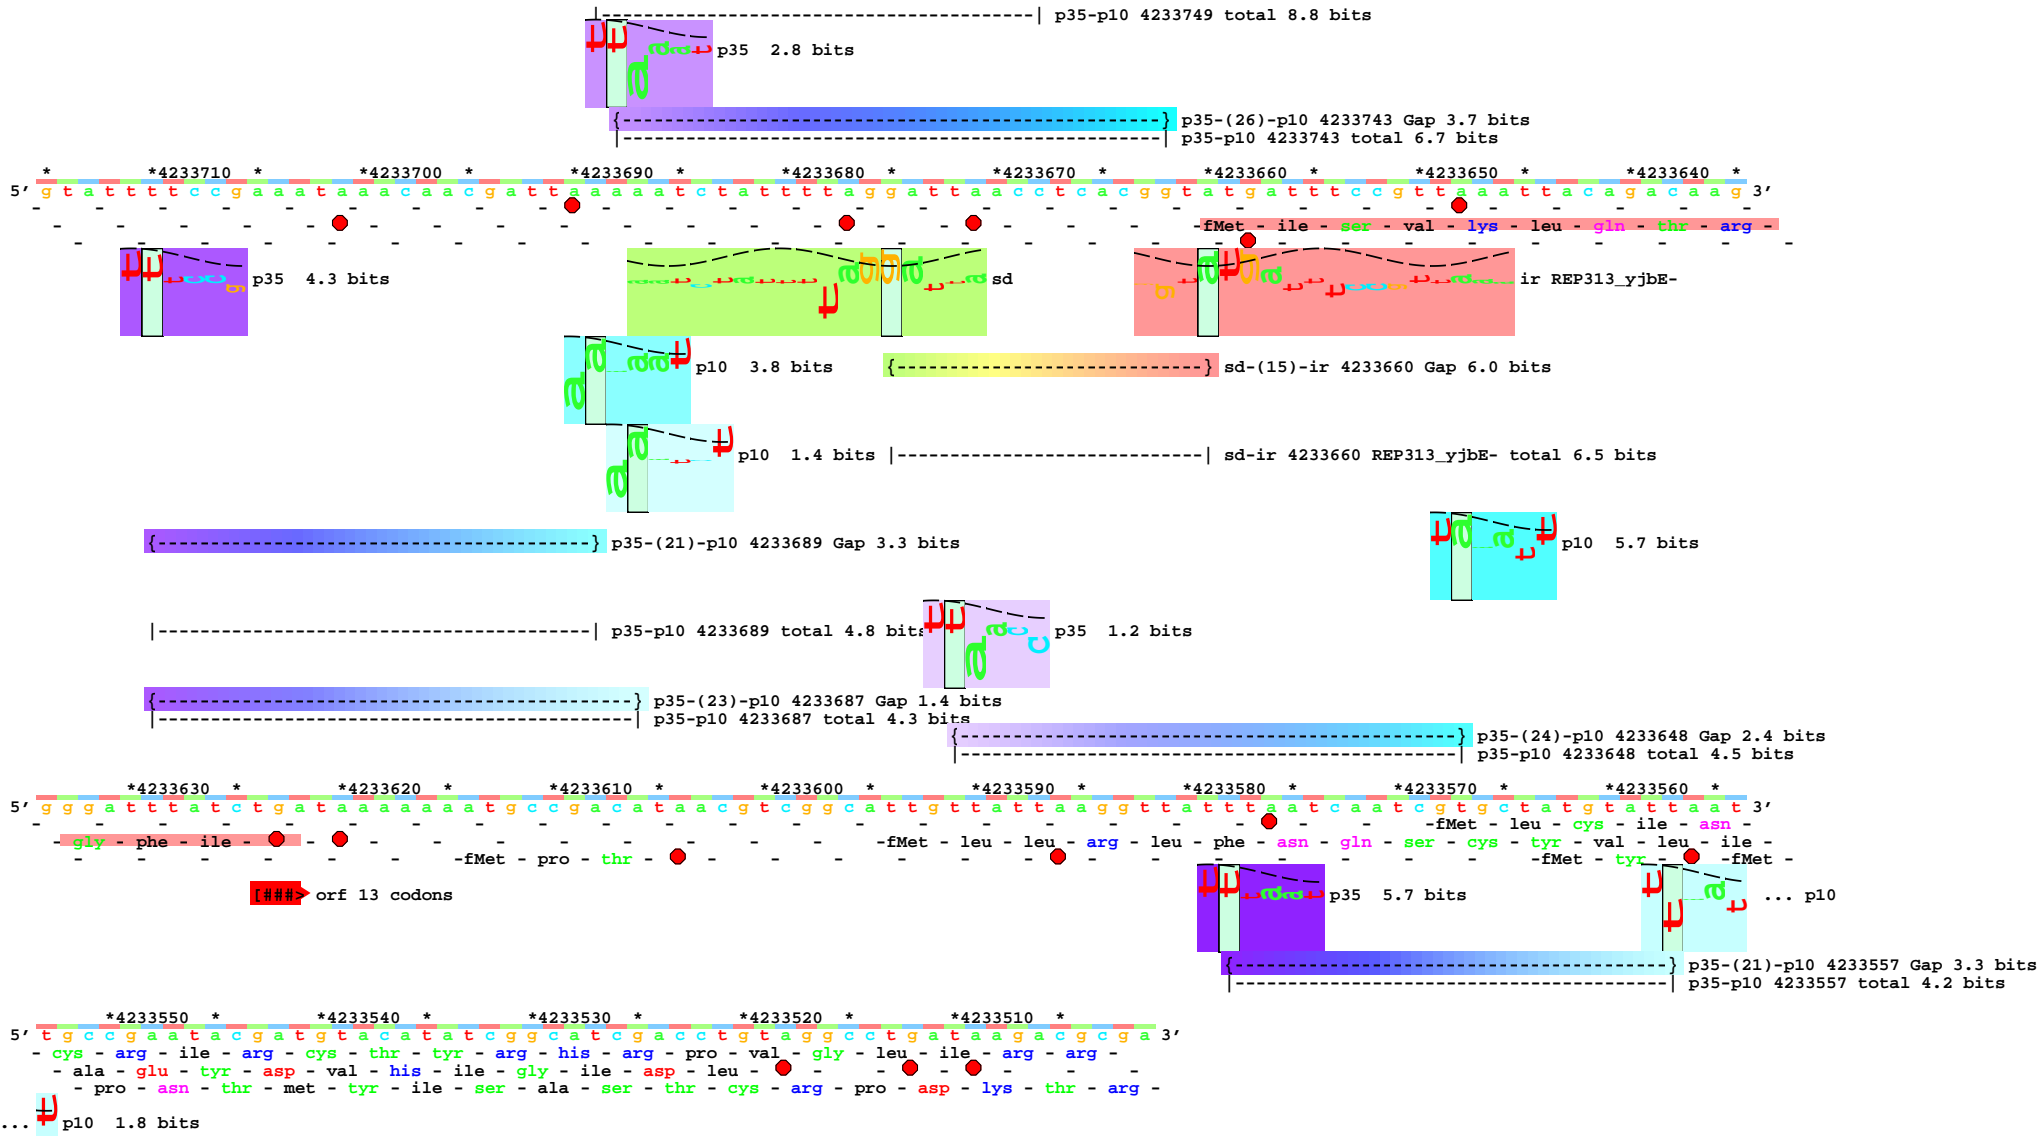 |-----------------------------------| p35-p10 4233749 total 8.8 bits
p35 2.8 bits
{-------------------------------------------} p35-(26)-p10 4233743 Gap 3.7 bits
|-------------------------------------------| p35-p10 4233743 total 6.7 bits
* *4233710 * *4233700 * *4233690 * *4233680 * *4233670 * *4233660 * *4233650 * *4233640 *
5' g t a t t t t c c g a a a t a a a c a a c g a t t a a a a a t c t a t t t t a g g a t t a a c c t c a c g g t a t g a t t t c c g t t a a a t t a c a g a c a a g 3'
-fMet - ile - ser - val - lys - leu - gln - thr - arg -
p35 4.3 bits
sd
ir REP313_yjbE-
p10 3.8 bits
{-------------------------} sd-(15)-ir 4233660 Gap 6.0 bits
p10 1.4 bits
|-------------------------| sd-ir 4233660 REP313_yjbE- total 6.5 bits
{-----------------------------------} p35-(21)-p10 4233689 Gap 3.3 bits
p10 5.7 bits
|-----------------------------------| p35-p10 4233689 total 4.8 bits
p35 1.2 bits
{---------------------------------------} p35-(23)-p10 4233687 Gap 1.4 bits
|---------------------------------------| p35-p10 4233687 total 4.3 bits
{----------------------------------------} p35-(24)-p10 4233648 Gap 2.4 bits
|----------------------------------------| p35-p10 4233648 total 4.5 bits
*4233630 * *4233620 * *4233610 * *4233600 * *4233590 * *4233580 * *4233570 * *4233560 *
5' g g g a t t t a t c t g a t a a a a a a t g c c g a c a t a a c g t c g g c a t t g t t a t t a a g g t t a t t t a a t c a a t c g t g c t a t g t a t t a a t 3'
-fMet - leu - cys - ile - asn -
- gly - phe - ile - -fMet - leu - leu - arg - leu - phe - asn - gln - ser - cys - tyr - val - leu - ile -
-fMet - pro - thr - -fMet - tyr - -fMet -
[###> orf 13 codons
p35 5.7 bits
... p10
{-----------------------------------} p35-(21)-p10 4233557 Gap 3.3 bits
|-----------------------------------| p35-p10 4233557 total 4.2 bits
*4233550 * *4233540 * *4233530 * *4233520 * *4233510 *
5' t g c c g a a t a c g a t g t a c a t a t c g g c a t c g a c c t g t a g g c c t g a t a a g a c g c g a 3'
- cys - arg - ile - arg - cys - thr - tyr - arg - his - arg - pro - val - gly - leu - ile - arg - arg -
- ala - glu - tyr - asp - val - his - ile - gly - ile - asp - leu -
- pro - asn - thr - met - tyr - ile - ser - ala - ser - thr - cys - arg - pro - asp - lys - thr - arg -
... p10 1.8 bits